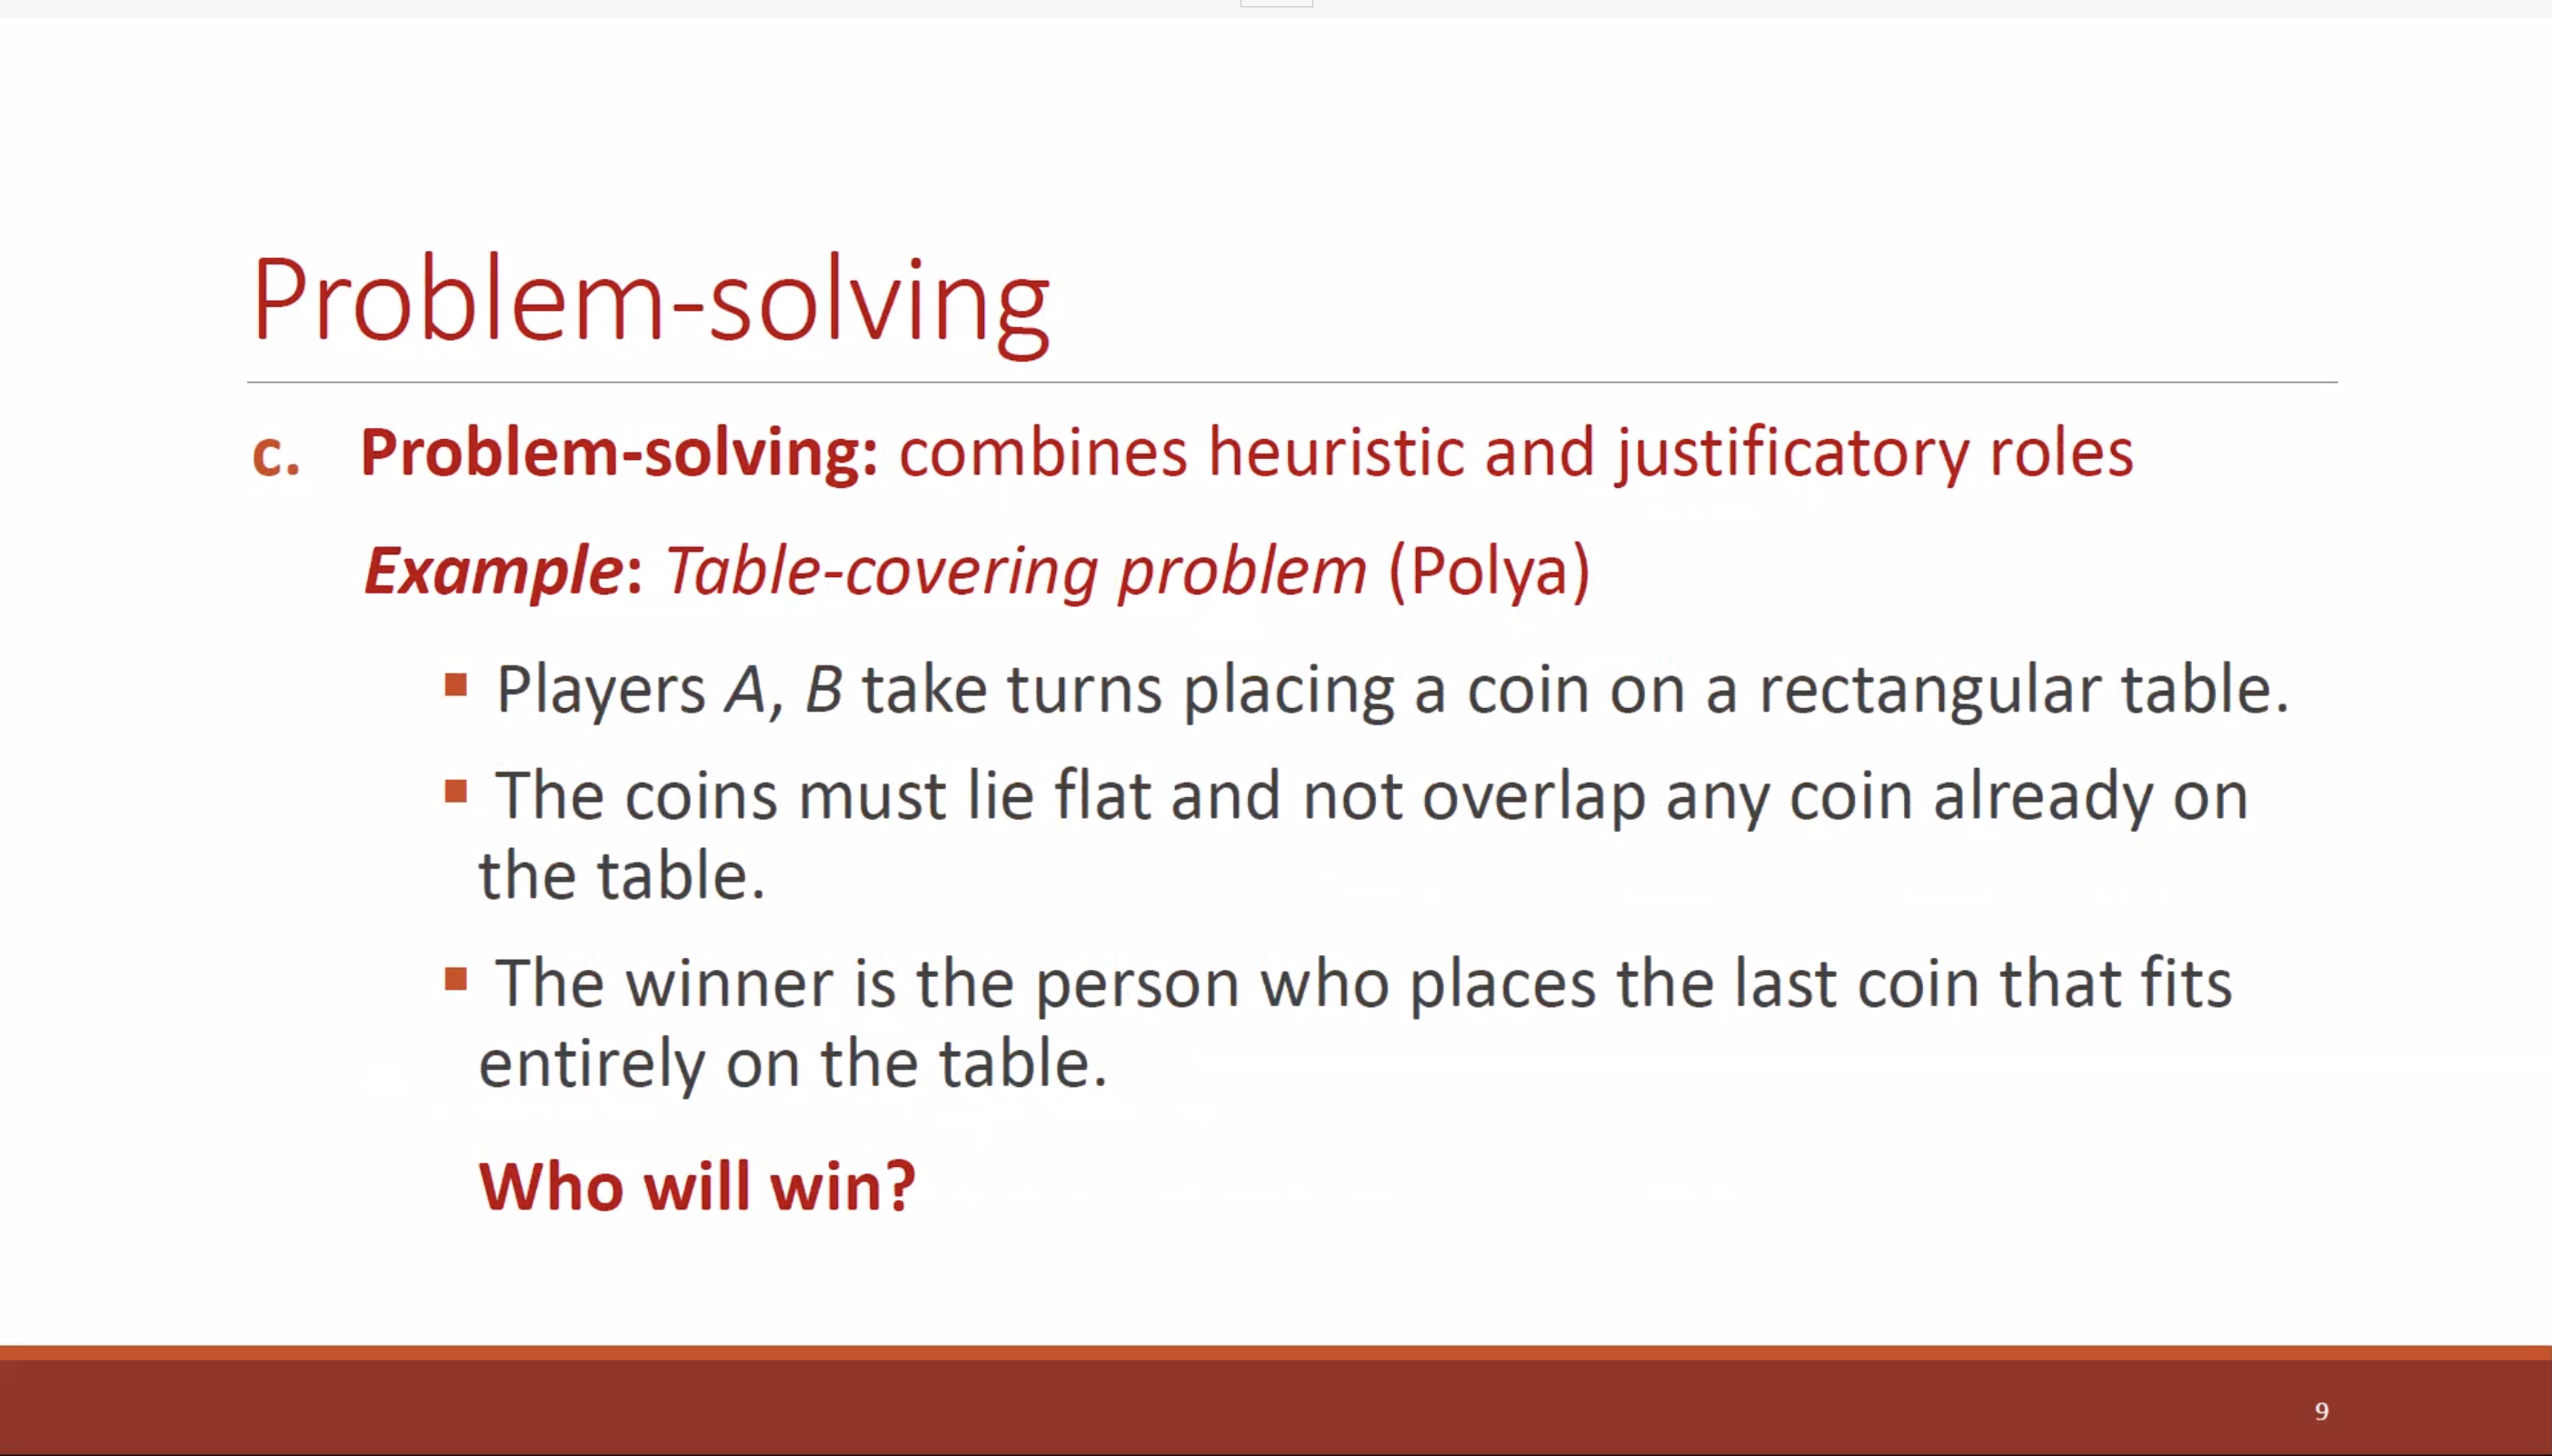 Problem-solving
c. Problem-solving: combines heuristic and justificatory roles
Example: Table-covering problem (Polya)
▪ Players A, B take turns placing a coin on a rectangular table.
▪ The coins must lie flat and not overlap any coin already on
the table.
▪ The winner is the person who places the last coin that fits
entirely on the table.
Who will win?
9